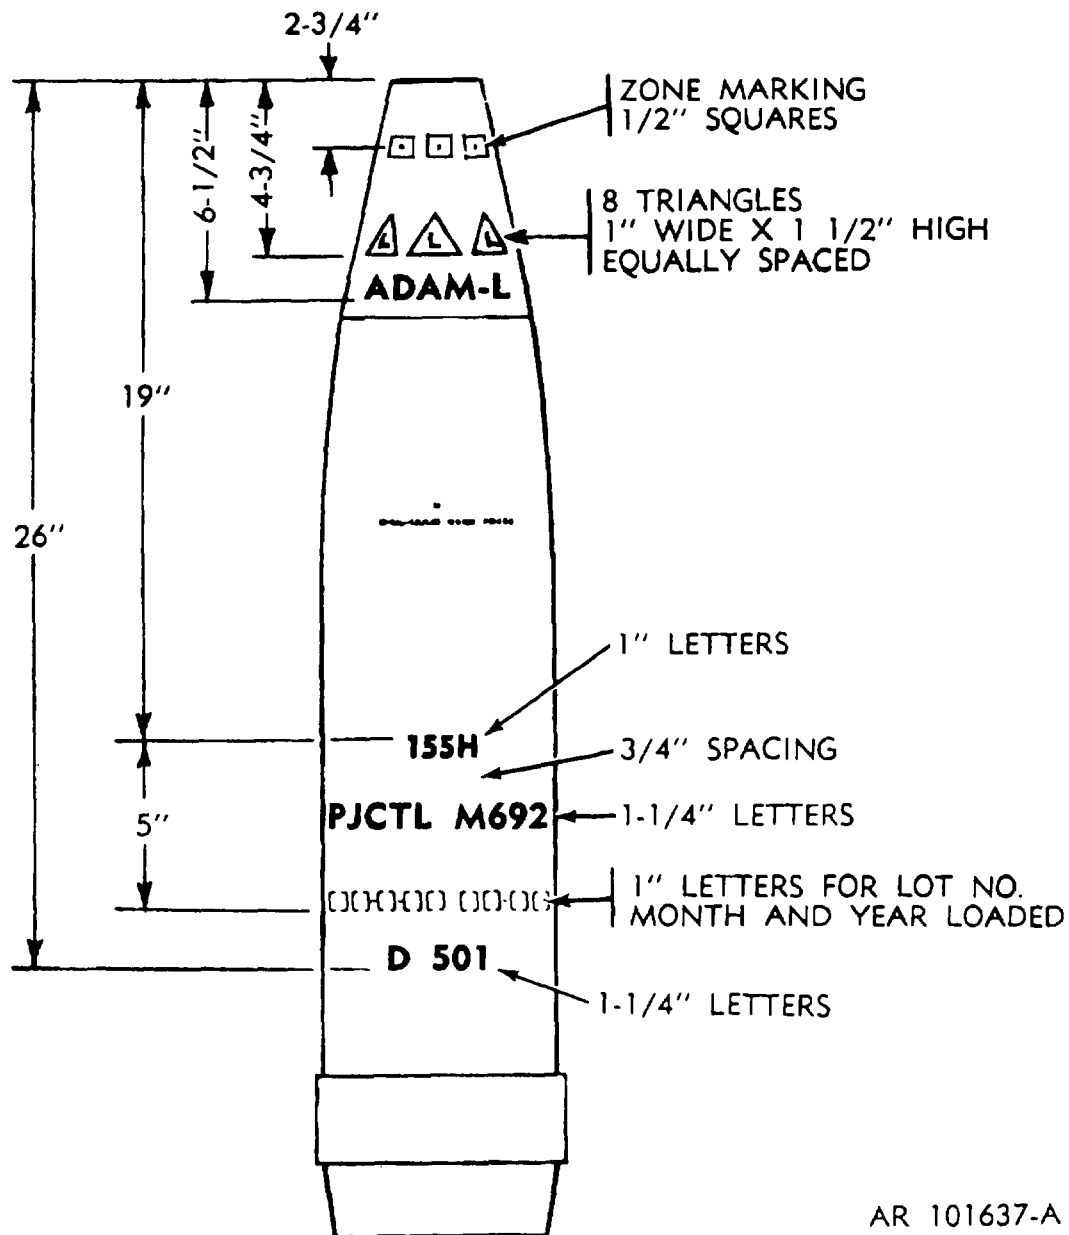 2-3/4"
ZONE MARKING
1/2" SQUARES
6-1/2"
4-3/4"
8 TRIANGLES
1" WIDE X 1 1/2" HIGH
EQUALLY SPACED
L L L
ADAM-L
19"
26"
1" LETTERS
155H
3/4" SPACING
5"
PJCTL M692
1-1/4" LETTERS
1" LETTERS FOR LOT NO.
MONTH AND YEAR LOADED
D 501
1-1/4" LETTERS
AR 101637-A